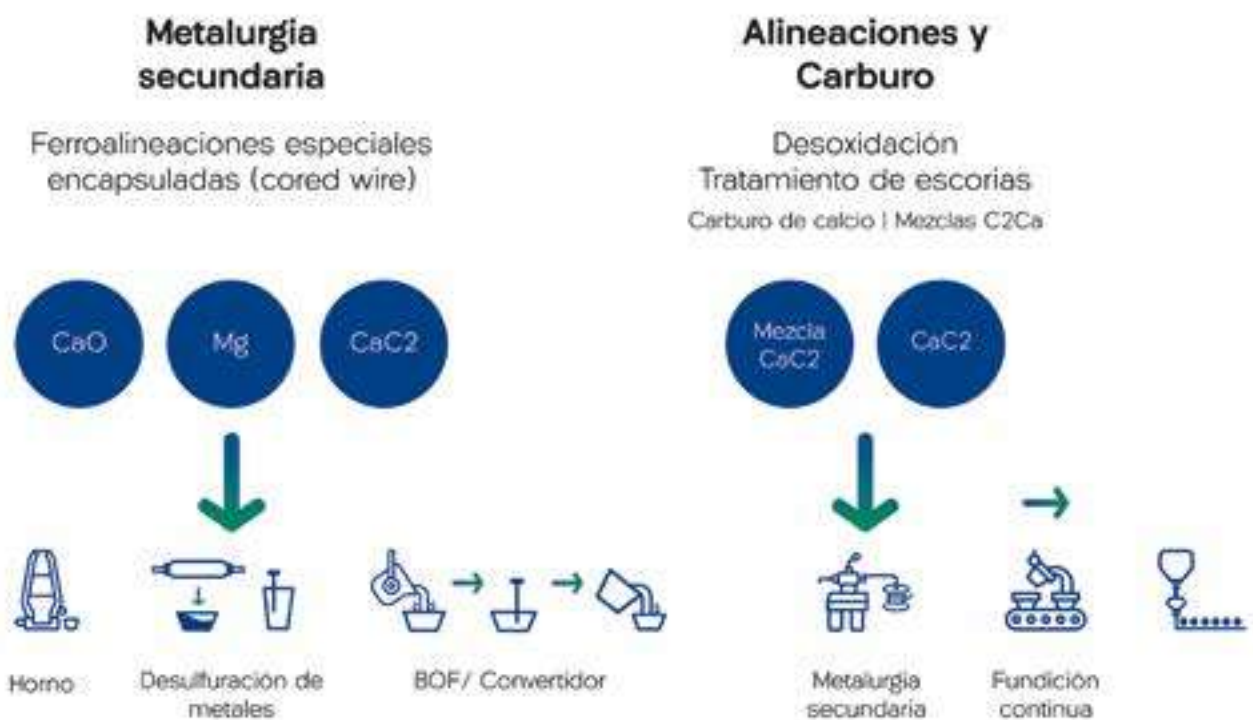 Metalurgia
secundaria
Ferroalineaciones especiales
encapsuladas (cored wire)
CaO
Mg
CaC2
Alineaciones y
Carburo
Desoxidación
Tratamiento de escorias
Carburo de calcio | Mezclas C2Ca
Mezcla
CaC2
CaC2
Horno
Desulfuración de
metales
BOF/ Convertidor
Metalurgia
secundaria
Fundición
continua